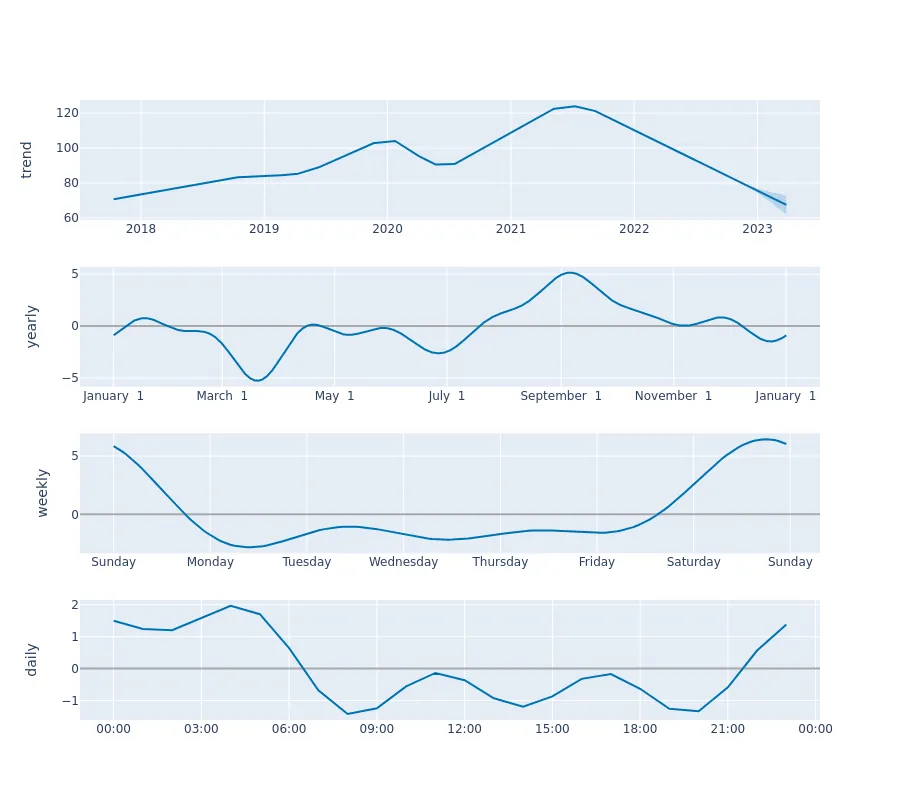 trend
120
100
80
60
2018 2019 2020 2021 2022 2023
yearly
5
0
−5
January 1 March 1 May 1 July 1 September 1 November 1 January 1
weekly
5
0
Sunday Monday Tuesday Wednesday Thursday Friday Saturday Sunday
daily
2
1
0
−1
00:00 03:00 06:00 09:00 12:00 15:00 18:00 21:00 00:00